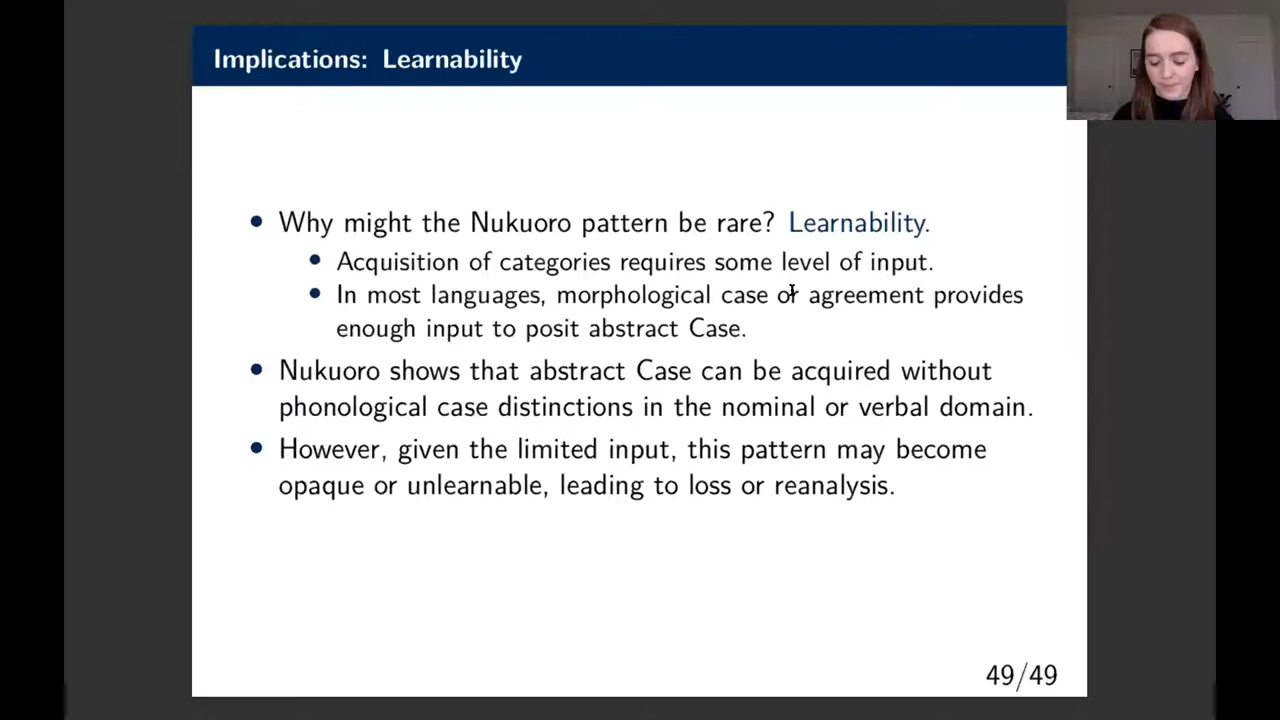 Implications: Learnability
• Why might the Nukuoro pattern be rare? Learnability.
• Acquisition of categories requires some level of input.
• In most languages, morphological case or agreement provides
enough input to posit abstract Case.
• Nukuoro shows that abstract Case can be acquired without
phonological case distinctions in the nominal or verbal domain.
• However, given the limited input, this pattern may become
opaque or unlearnable, leading to loss or reanalysis.
49/49